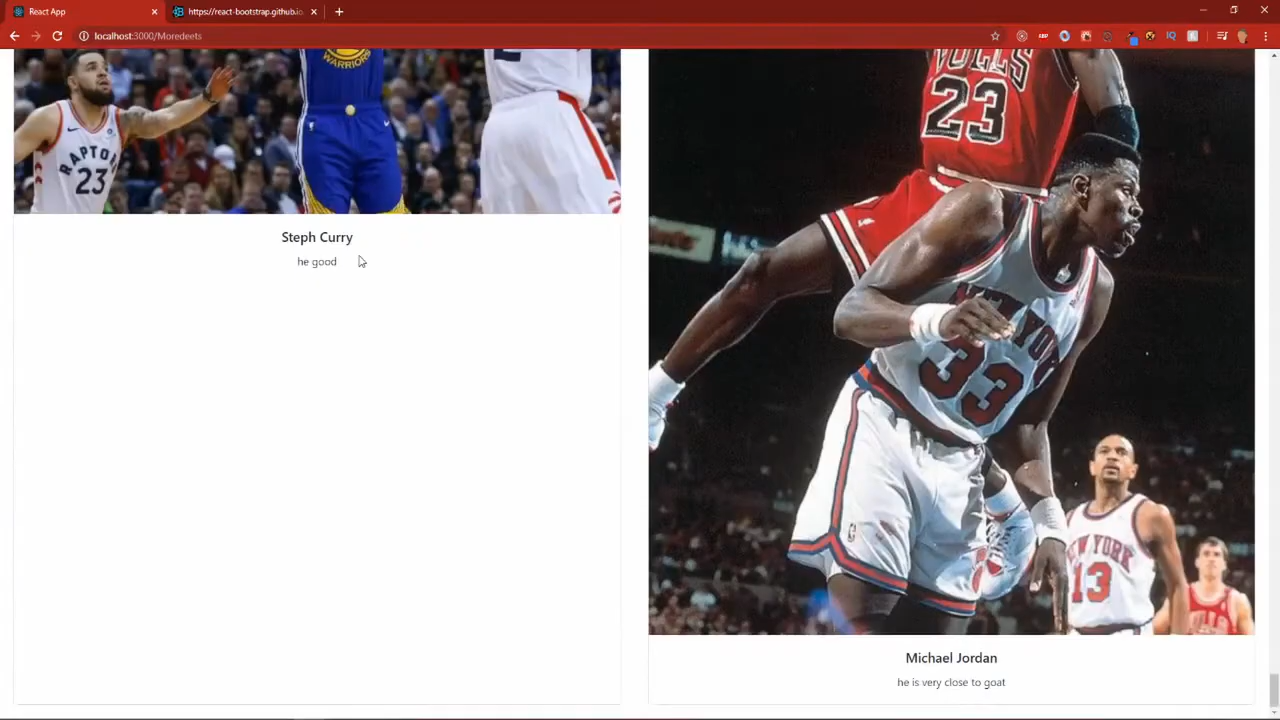 React App
https://react-bootstrap.github.io
localhost:3000/Moredeets
WARRIORS
RAPTO
23
Steph Curry
he good
BULLS
23
NEW YORK
33
NEW YORK
13
Michael Jordan
he is very close to goat